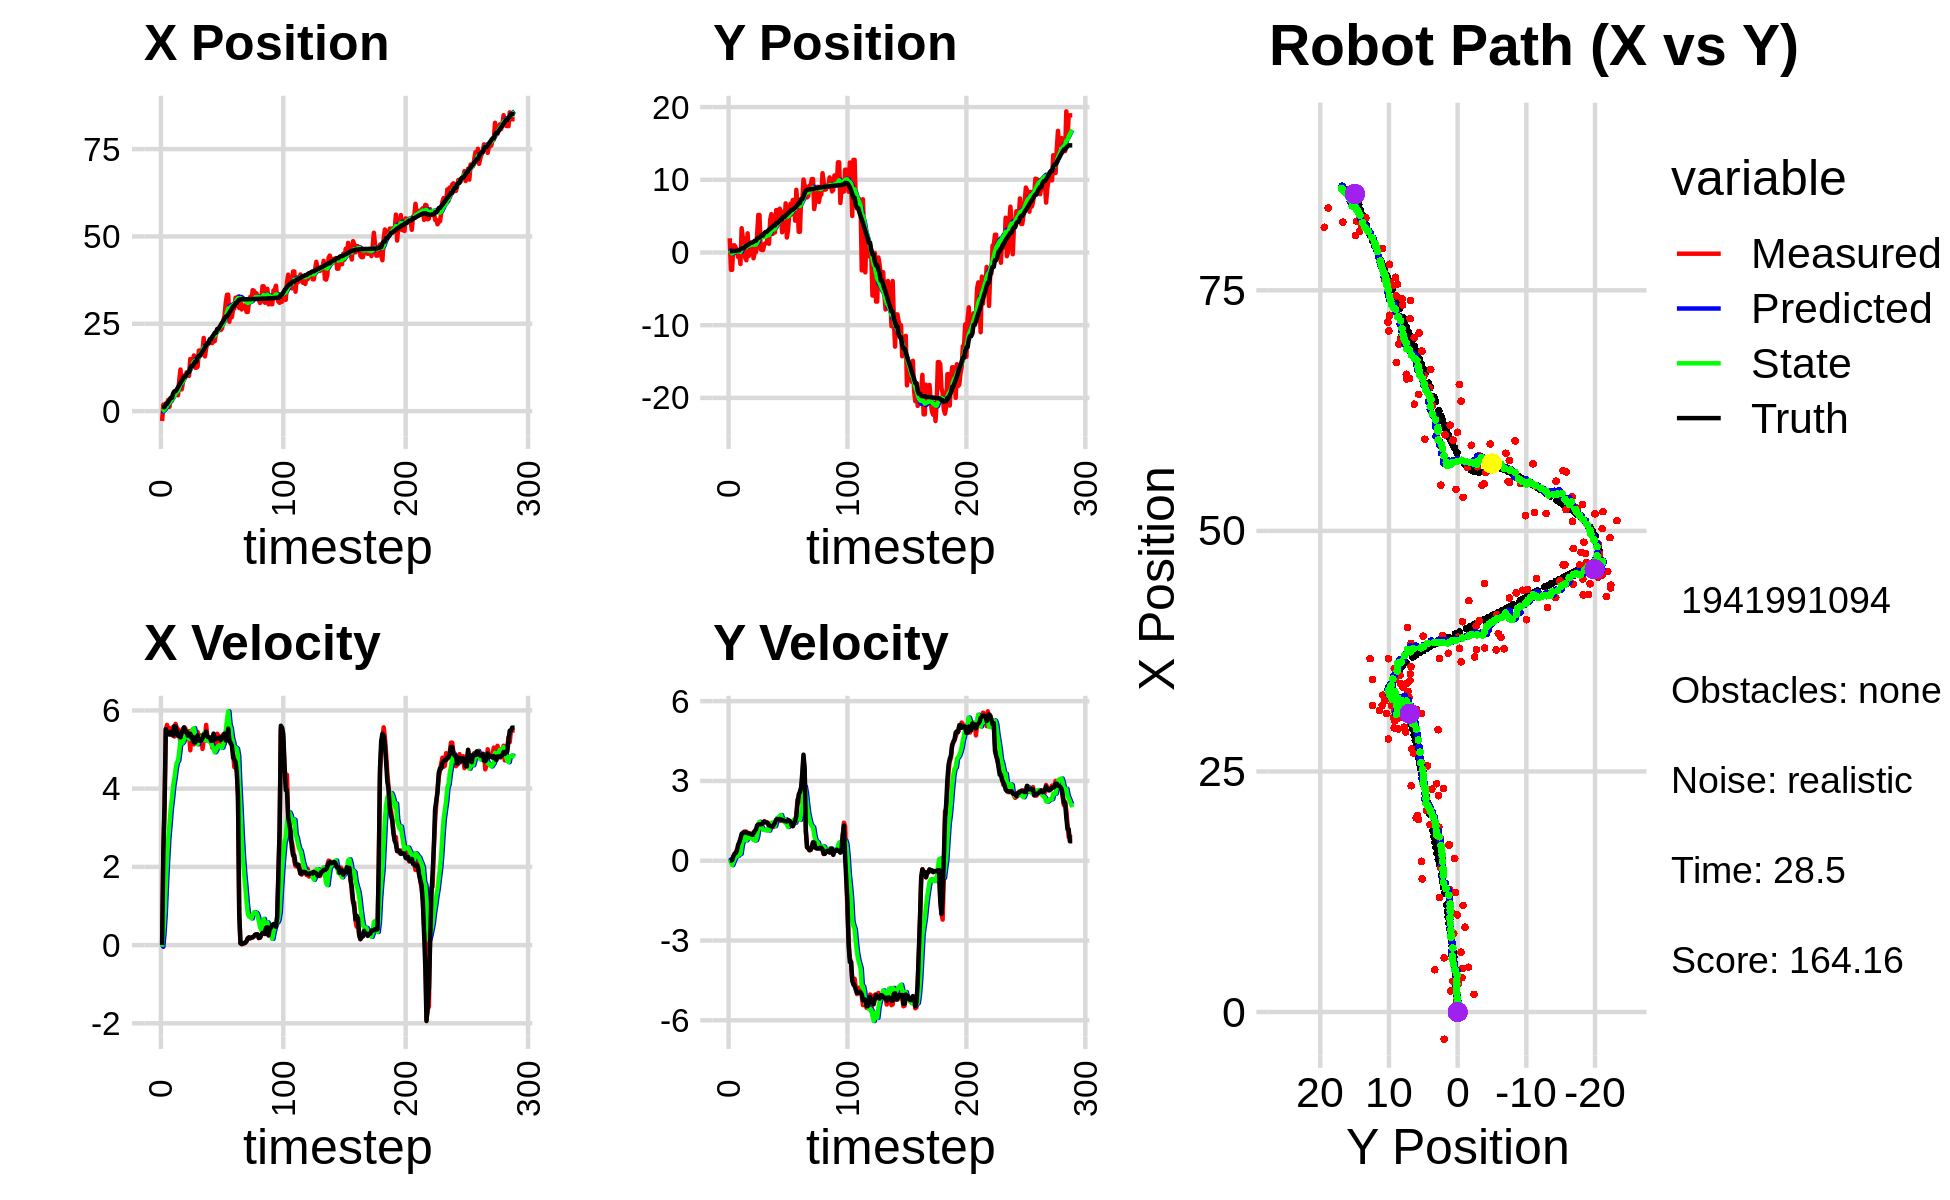 X Position
75
50
25
0
0
100
200
300
timestep
Y Position
20
10
0
-10
-20
0
100
200
300
timestep
X Velocity
6
4
2
0
-2
0
100
200
300
timestep
Y Velocity
6
3
0
-3
-6
0
100
200
300
timestep
Robot Path (X vs Y)
X Position
75
50
25
0
20 10 0 -10 -20
Y Position
variable
Measured
Predicted
State
Truth
1941991094
Obstacles: none
Noise: realistic
Time: 28.5
Score: 164.16